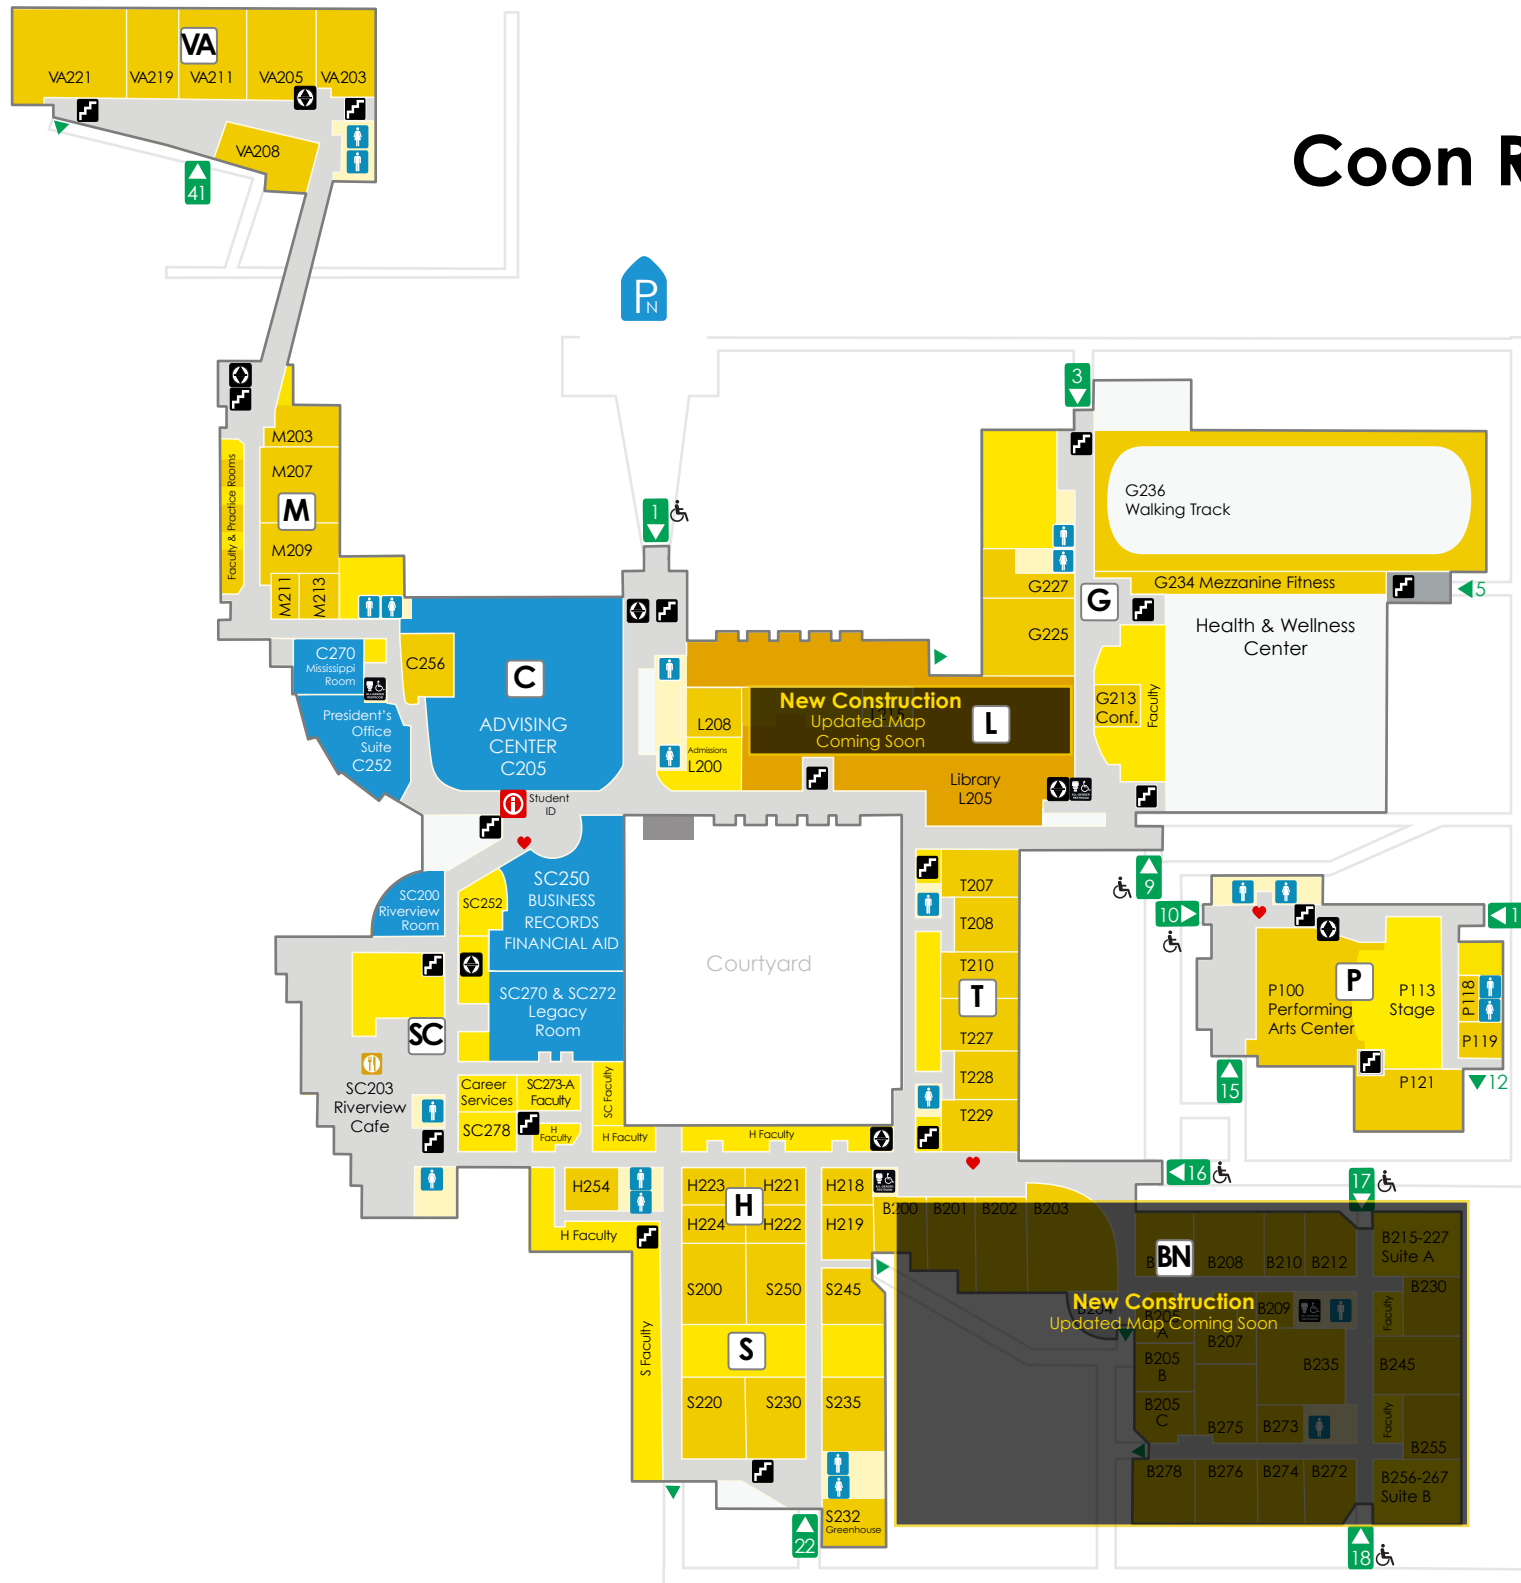 Coon R
VA
VA221
VA219
VA211
VA205
VA203
VA208
41
P
N
3
M203
M207
M
M209
M211
M213
Faculty & Practice Rooms
1
G236
Walking Track
G234 Mezzanine Fitness
5
G227
G
G225
Health & Wellness
Center
G213
Conf.
Faculty
C270
Mississippi
Room
C256
C
President's
Office
Suite
C252
ADVISING
CENTER
C205
L208
Admissions
L200
New Construction
Updated Map
Coming Soon
L
Library
L205
Student
ID
SC250
BUSINESS
RECORDS
FINANCIAL AID
SC200
Riverview
Room
SC252
SC270 & SC272
Legacy
Room
SC
SC203
Riverview
Cafe
Career
Services
SC273-A
Faculty
SC278
H
Faculty
SC Faculty
H Faculty
H Faculty
Courtyard
T207
T208
T210
T
T227
T228
T229
9
10
1
P100
Performing
Arts Center
P
P113
Stage
P118
P119
P121
12
15
16
17
H254
H Faculty
H223
H221
H
H224
H222
H218
H219
S200
S250
S245
S
S Faculty
S220
S230
S235
S232
Greenhouse
22
B200
B201
B202
B203
BN
B208
B210
B212
B215-227
Suite A
B230
New Construction
Updated Map Coming Soon
B204
B205
A
B209
B207
Faculty
B205
B
B235
B245
B205
C
B275
B273
Faculty
B255
B278
B276
B274
B272
B256-267
Suite B
18